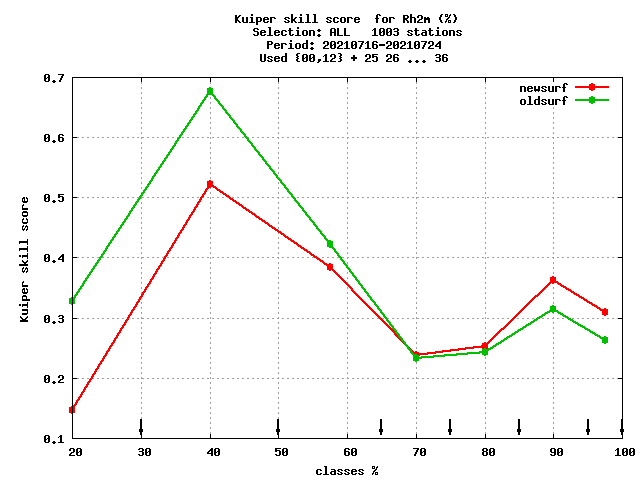 Kuiper skill score  for Rh2m (%)
Selection: ALL   1003 stations
Period: 20210716-20210724
Used {00,12} + 25 26 ... 36
newsurf
oldsurf
Kuiper skill score
0.7
0.6
0.5
0.4
0.3
0.2
0.1
20 30 40 50 60 70 80 90 100
classes %